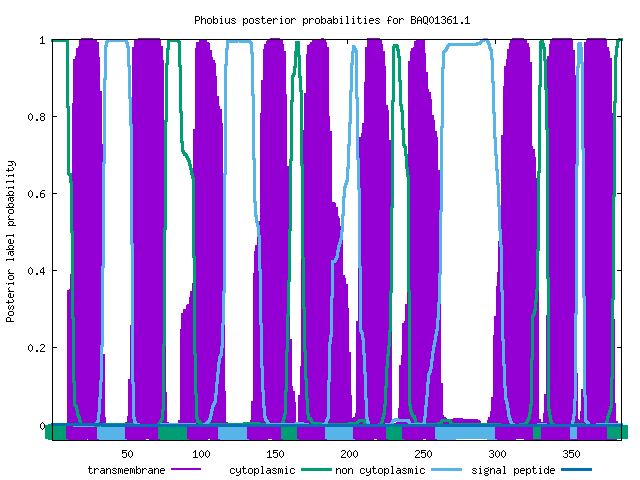 Phobius posterior probabilities for BAQ01361.1
Posterior label probability
1
0.8
0.6
0.4
0.2
0
50 100 150 200 250 300 350
transmembrane cytoplasmic non cytoplasmic signal peptide